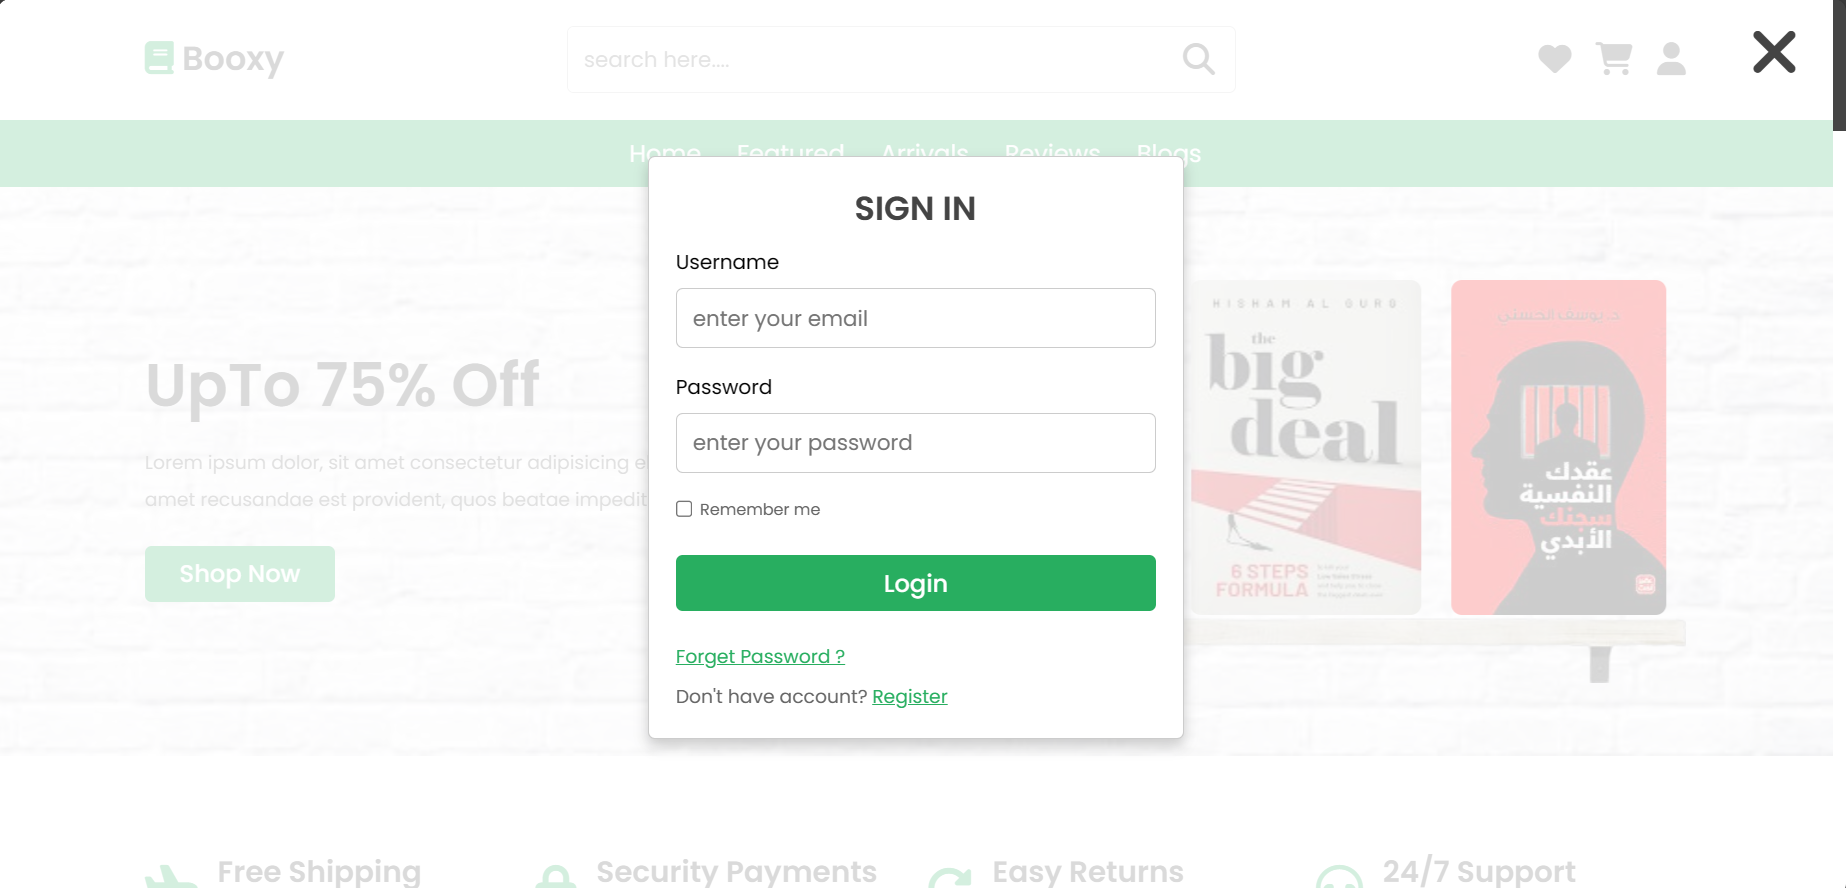 Booxy
search here....
Home Featured Arrivals Reviews Blogs
SIGN IN
Username
enter your email
Password
enter your password
Remember me
Login
Forget Password ?
Don't have account? Register
UpTo 75% Off
Lorem ipsum dolor, sit amet consectetur adipisicing
amet recusandae est provident, quos beatae impedit
Shop Now
HISHAM AL GURG
the
big
deal
6 STEPS
FORMULA
د. يوسف الحسني
عقدك
النفسية
سجنك
الأبدي
Free Shipping
Security Payments
Easy Returns
24/7 Support